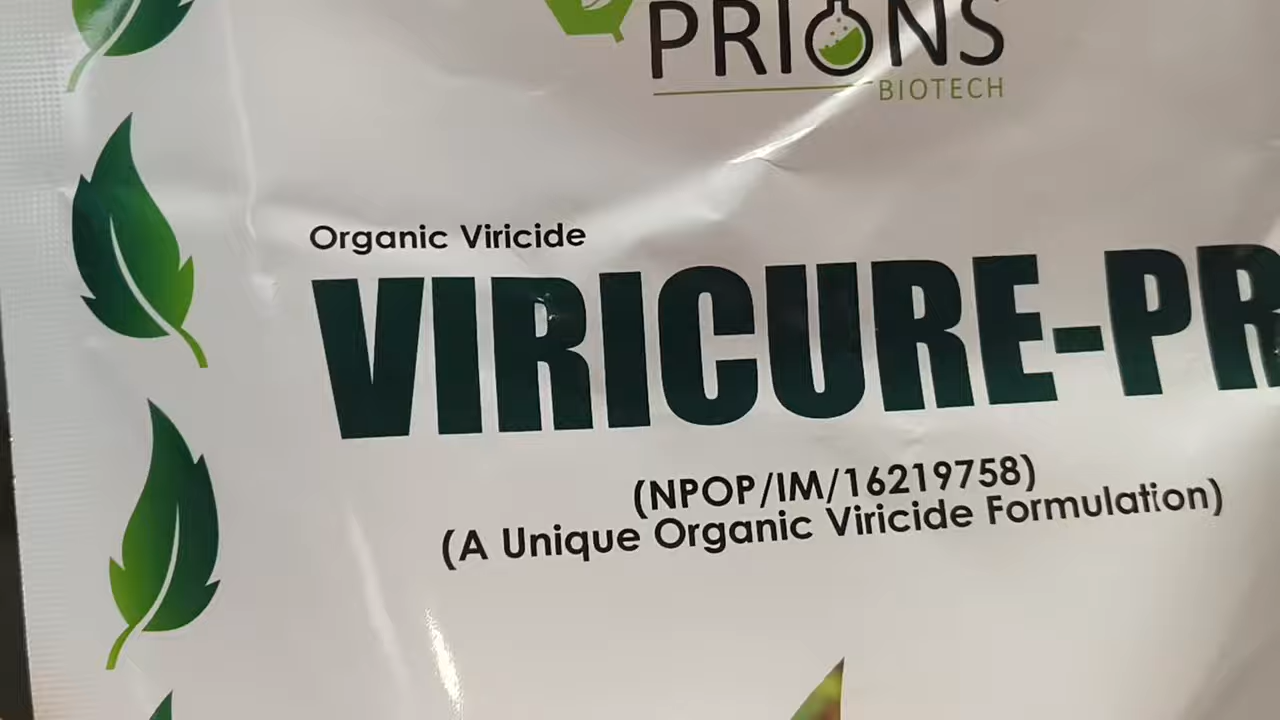 PRIONS
BIOTECH
Organic Viricide
VIRICURE-PR
(NPOP/IM/16219758)
(A Unique Organic Viricide Formulation)